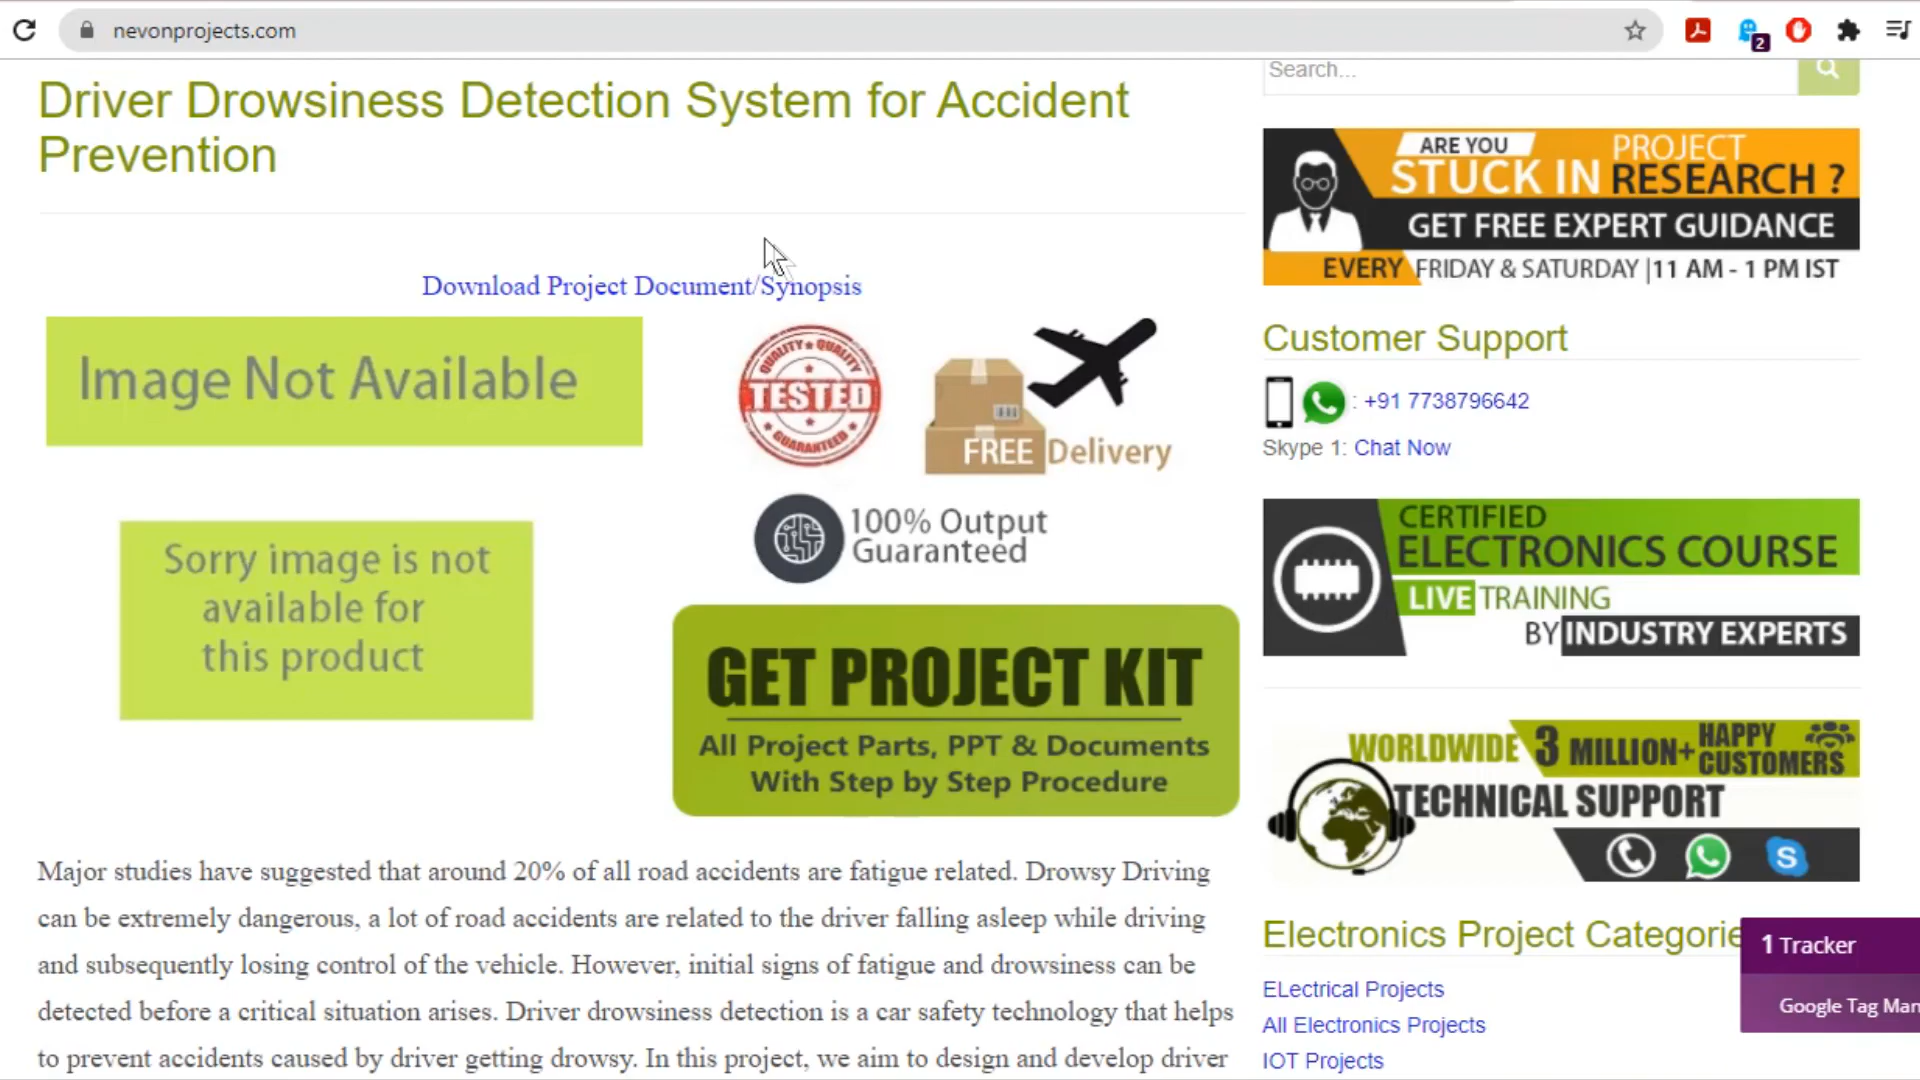 nevonprojects.com
2
Driver Drowsiness Detection System for Accident
Prevention
Download Project Document/Synopsis
Image Not Available
Sorry image is not
available for
this product
QUALITY ★ QUALITY
TESTED
GUARANTEED
FREE Delivery
100% Output
Guaranteed
GET PROJECT KIT
All Project Parts, PPT & Documents
With Step by Step Procedure
Major studies have suggested that around 20% of all road accidents are fatigue related. Drowsy Driving
can be extremely dangerous, a lot of road accidents are related to the driver falling asleep while driving
and subsequently losing control of the vehicle. However, initial signs of fatigue and drowsiness can be
detected before a critical situation arises. Driver drowsiness detection is a car safety technology that helps
to prevent accidents caused by driver getting drowsy. In this project, we aim to design and develop driver
Search...
ARE YOU PROJECT
STUCK IN RESEARCH ?
GET FREE EXPERT GUIDANCE
EVERY FRIDAY & SATURDAY |11 AM - 1 PM IST
Customer Support
: +91 7738796642
Skype 1: Chat Now
CERTIFIED
ELECTRONICS COURSE
LIVE TRAINING
BY INDUSTRY EXPERTS
WORLDWIDE 3 MILLION+ HAPPY
CUSTOMERS
TECHNICAL SUPPORT
Electronics Project Categorie
ELectrical Projects
All Electronics Projects
IOT Projects
1 Tracker
Google Tag Man